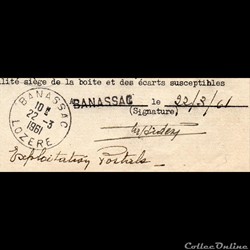 alité siège de la boite et des écarts susceptibles
A BANASSAC le 22/3/61
(Signature)
BANASSAC
10 H
22-3
1961
LOZERE
Exploitation Postale